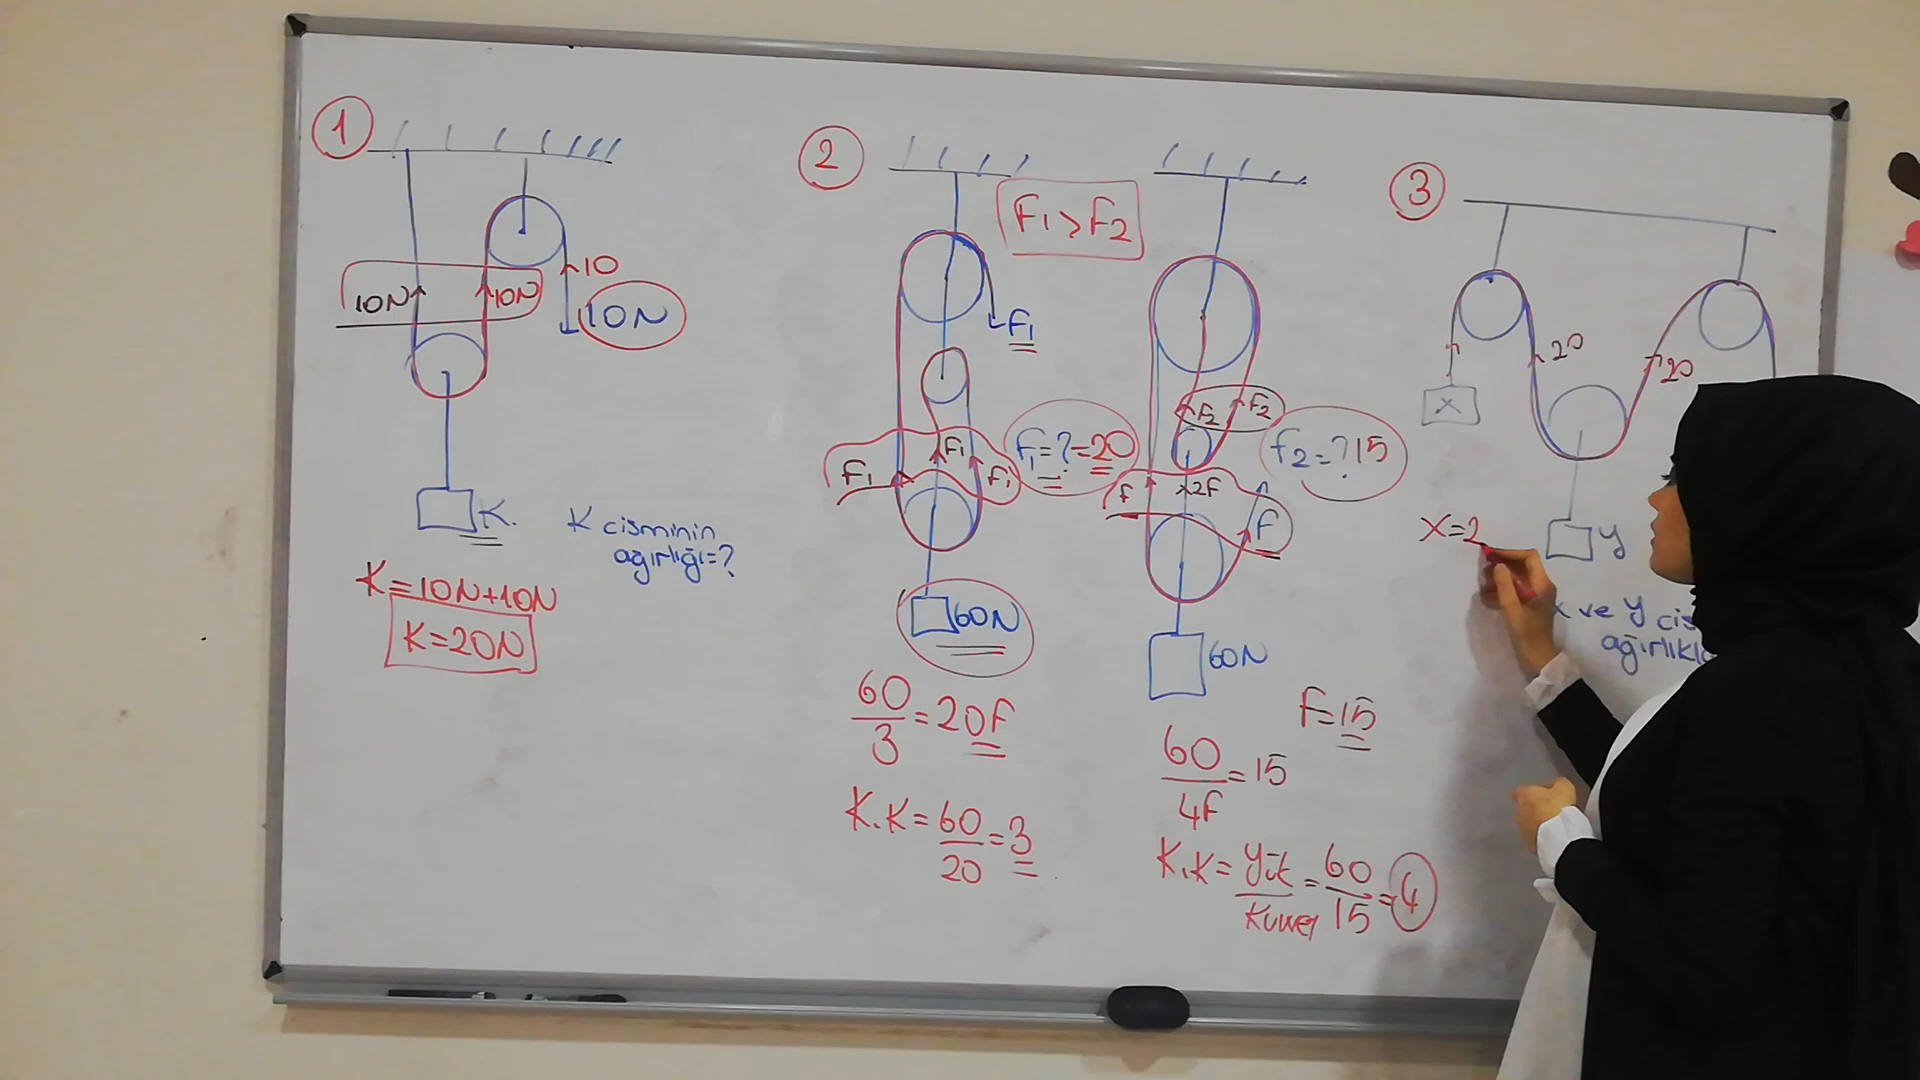 1
10N
10N
10
10N
K.
K cisminin
ağırlığı=?
K=10N+10N
K=20N
2
F1>F2
F1
F1
F1
F1
F1=?=20
60N
60/3=20F
K.K=60/20=3
F2
F2
f2=?15
F
2F
F
60N
F=15
60/4F=15
K.K=Yük/Kuvvet=60/15=4
3
20
20
X
Y
X=2
x ve y cis
ağırlıkl